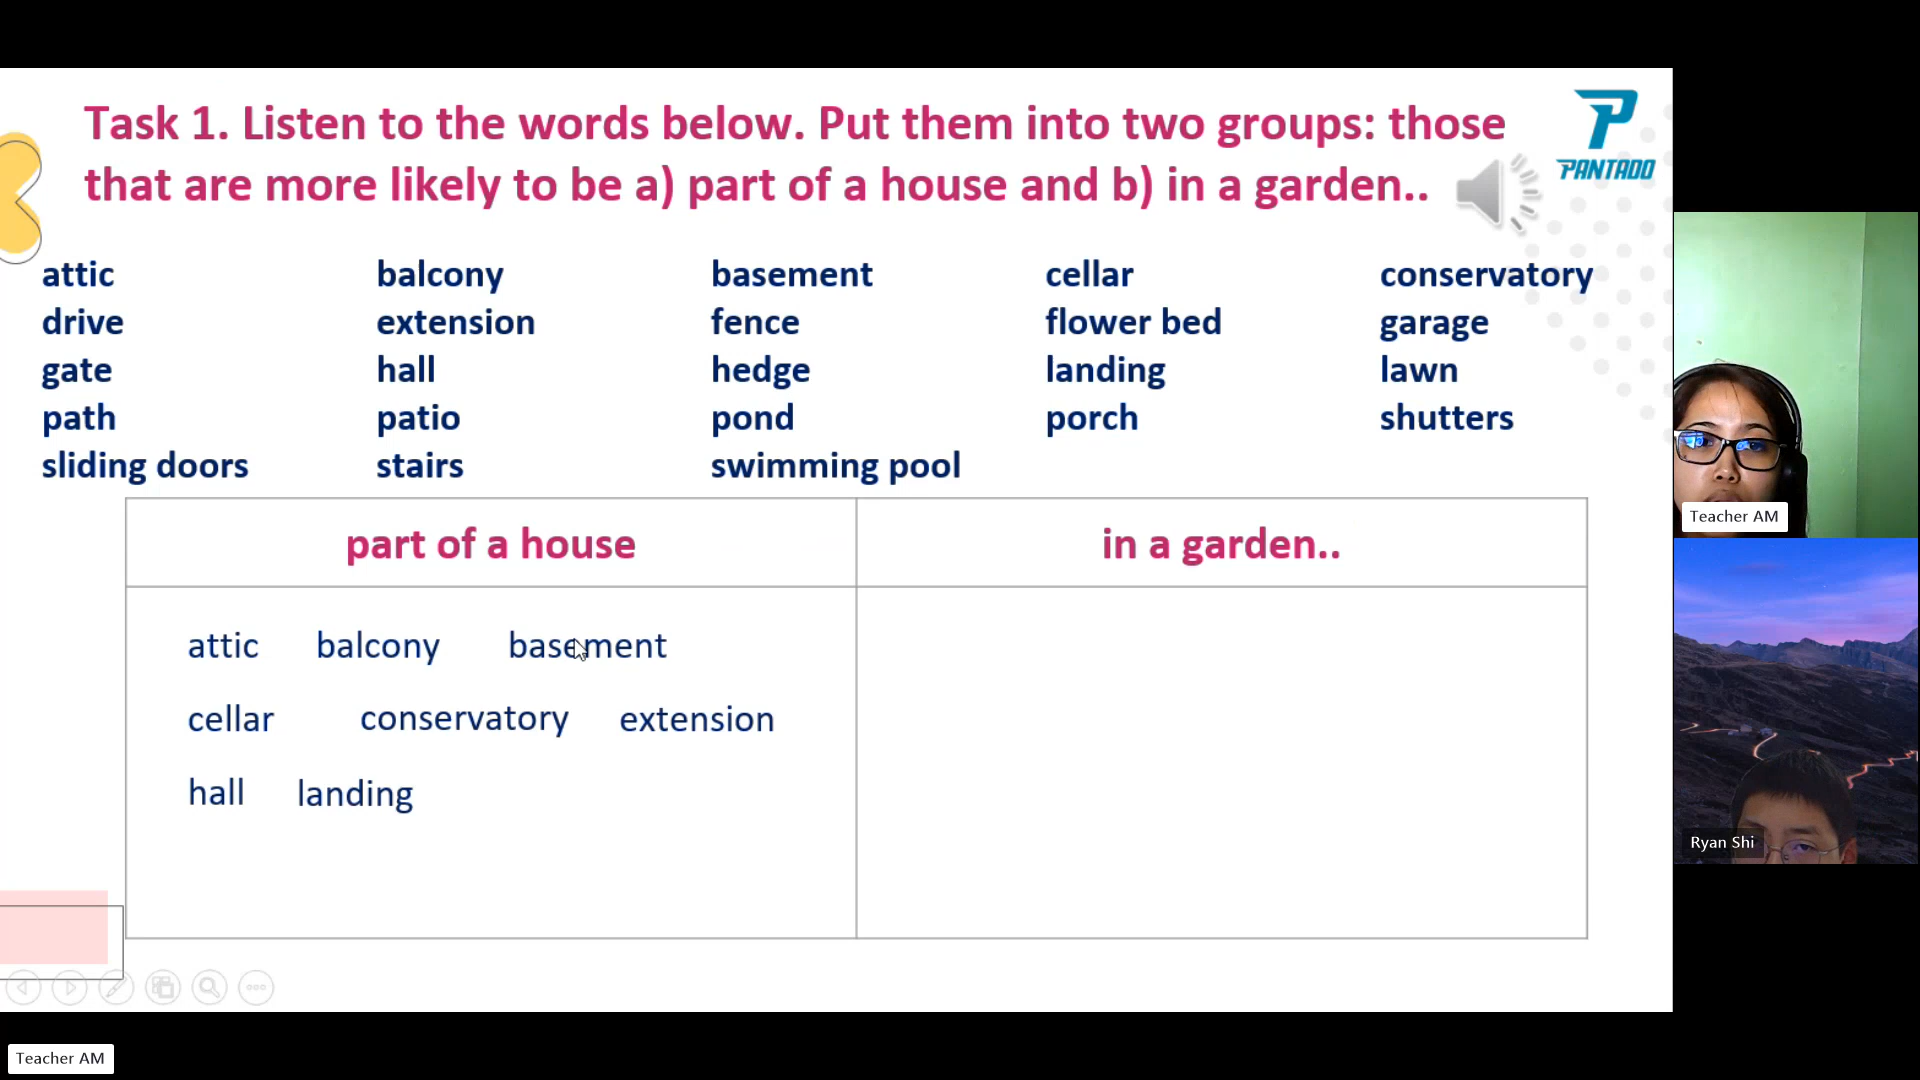 Task 1. Listen to the words below. Put them into two groups: those
that are more likely to be a) part of a house and b) in a garden..
PANTADO
attic balcony basement cellar conservatory
drive extension fence flower bed garage
gate hall hedge landing lawn
path patio pond porch shutters
sliding doors stairs swimming pool
part of a house in a garden..
attic balcony basement
cellar conservatory extension
hall landing
Teacher AM
Ryan Shi
Teacher AM